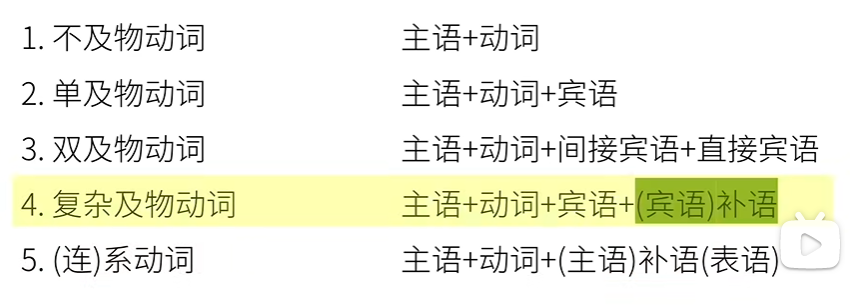 1. 不及物动词 主语+动词
2. 单及物动词 主语+动词+宾语
3. 双及物动词 主语+动词+间接宾语+直接宾语
4. 复杂及物动词 主语+动词+宾语+(宾语)补语
5. (连)系动词 主语+动词+(主语)补语(表语)